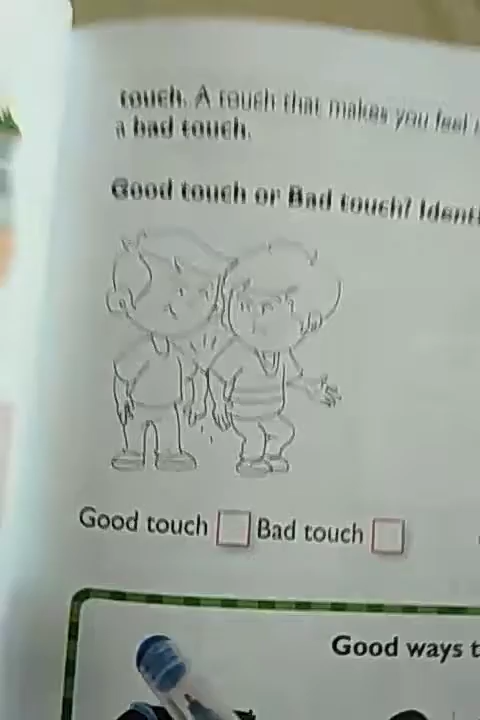 touch. A touch that makes you feel
a bad touch.
Good touch or Bad touch?
Good touch Bad touch
Good ways